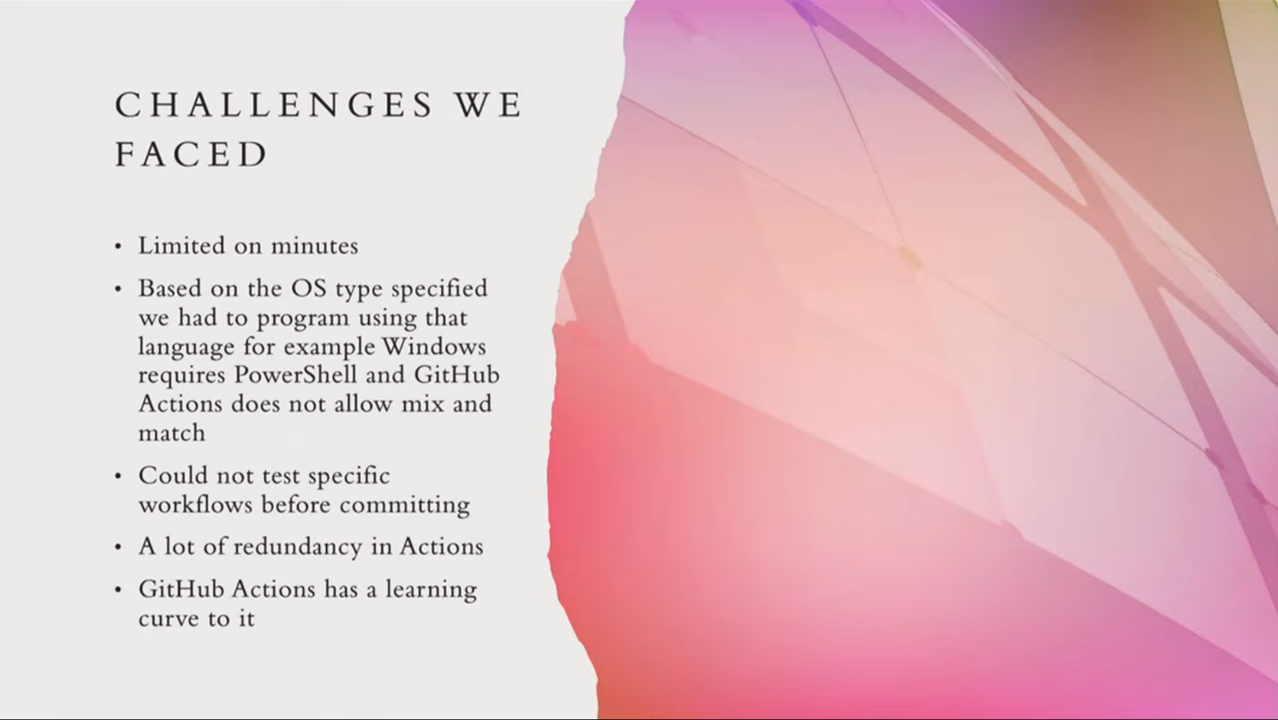 CHALLENGES WE
FACED
• Limited on minutes
• Based on the OS type specified
we had to program using that
language for example Windows
requires PowerShell and GitHub
Actions does not allow mix and
match
• Could not test specific
workflows before committing
• A lot of redundancy in Actions
• GitHub Actions has a learning
curve to it